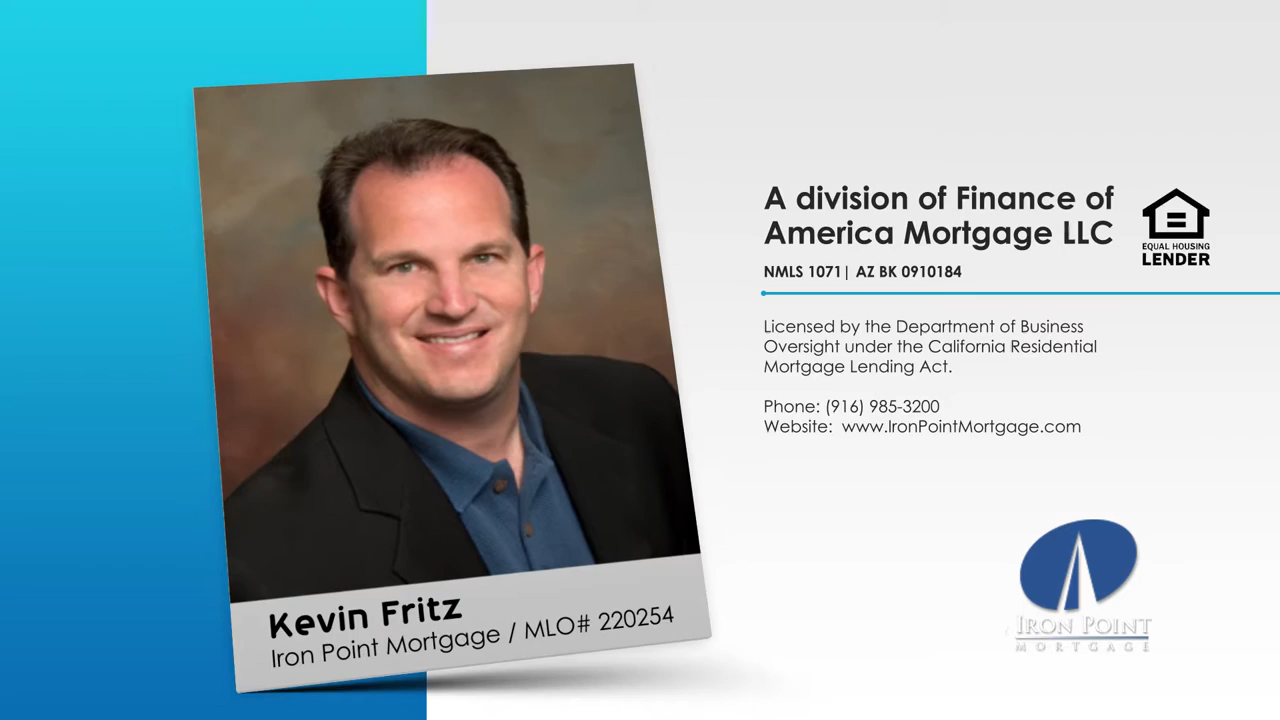 A division of Finance of
America Mortgage LLC
EQUAL HOUSING
LENDER
NMLS 1071| AZ BK 0910184
Licensed by the Department of Business
Oversight under the California Residential
Mortgage Lending Act.
Phone: (916) 985-3200
Website: www.IronPointMortgage.com
Kevin Fritz
Iron Point Mortgage / MLO# 220254
IRON POINT
MORTGAGE